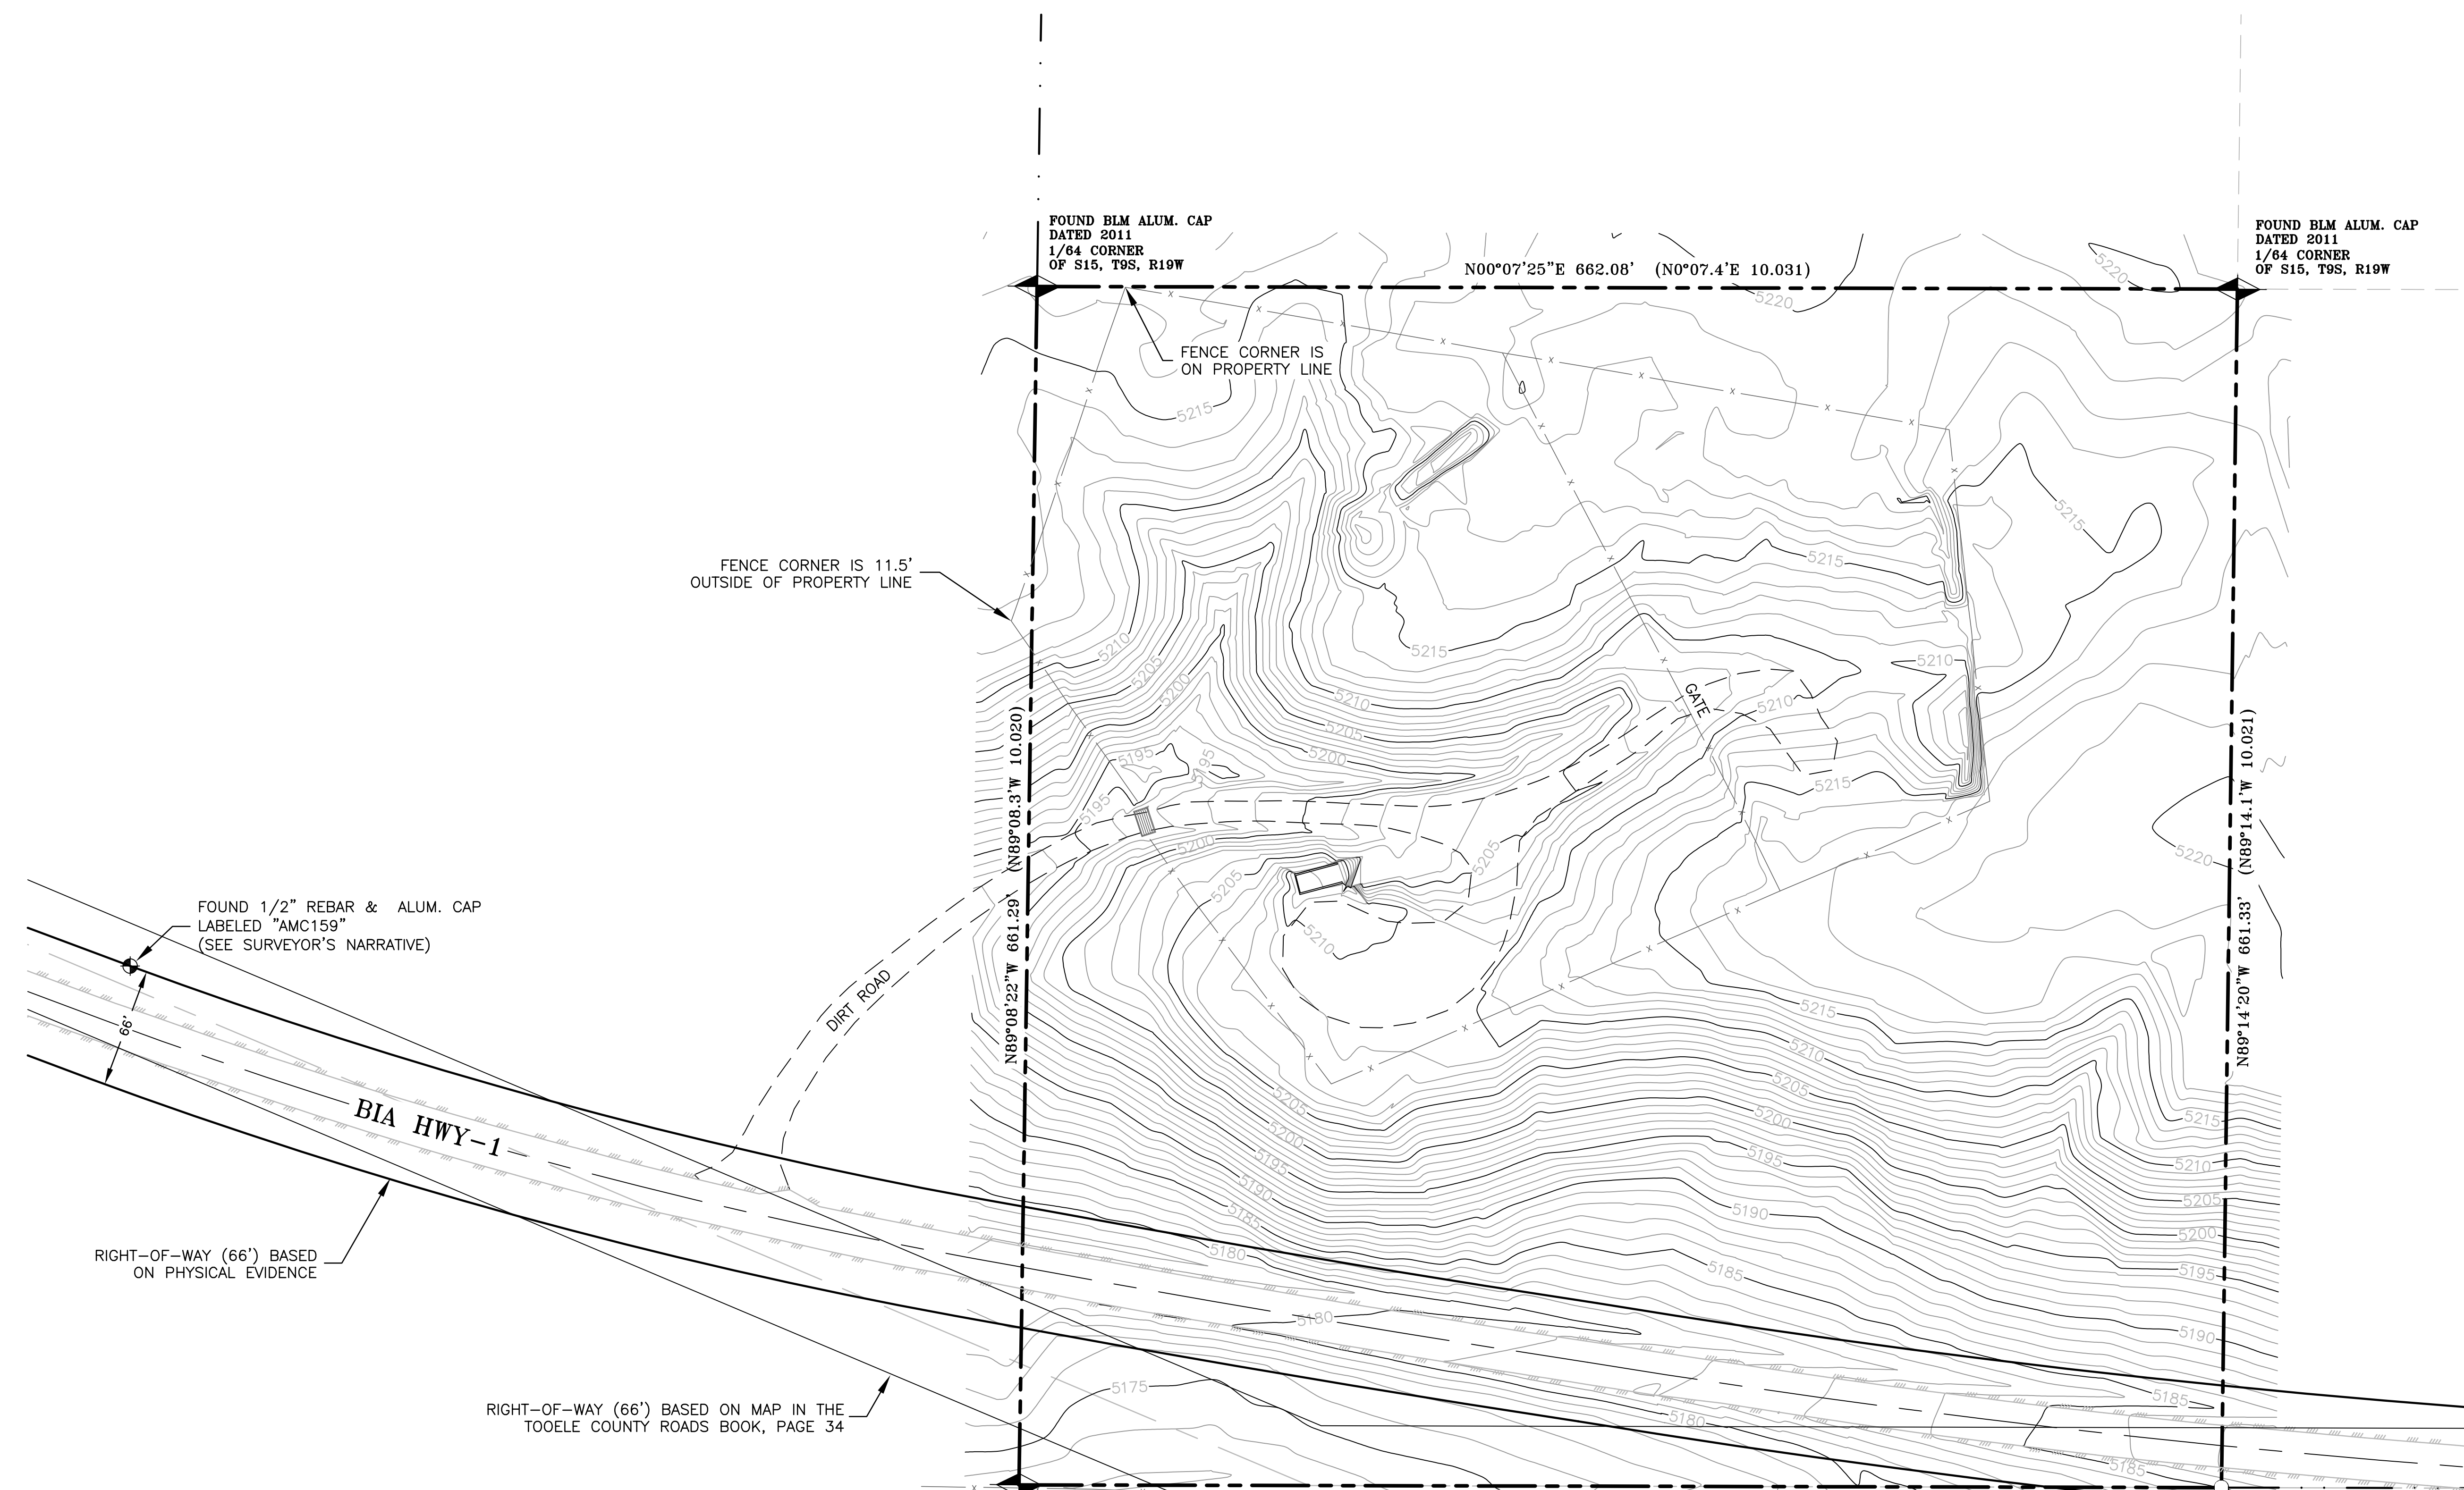 FOUND BLM ALUM. CAP
DATED 2011
1/64 CORNER
OF S15, T9S, R19W
FOUND BLM ALUM. CAP
DATED 2011
1/64 CORNER
OF S15, T9S, R19W
N00°07'25"E 662.08' (N0°07.4'E 10.031)
5220
5220
FENCE CORNER IS
ON PROPERTY LINE
5215
5215
FENCE CORNER IS 11.5'
OUTSIDE OF PROPERTY LINE
5215
5210
5205
5200
5215
5210
5210
5205
5200
GATE
5210
5195
5195
5195
5215
5200
5205
5205
5210
5220
N89°08'22"W 661.29' (N89°08.3'W 10.020)
N89°14'20"W 661.33' (N89°14.1'W 10.021)
FOUND 1/2" REBAR & ALUM. CAP
LABELED "AMC159"
(SEE SURVEYOR'S NARRATIVE)
66'
DIRT ROAD
BIA HWY-1
5215
5210
5205
5200
5195
5190
5185
5205
5200
5195
5190
5185
5180
5215
5210
5205
5200
5195
5190
5185
5185
5180
5180
5175
RIGHT-OF-WAY (66') BASED
ON PHYSICAL EVIDENCE
RIGHT-OF-WAY (66') BASED ON MAP IN THE
TOOELE COUNTY ROADS BOOK, PAGE 34